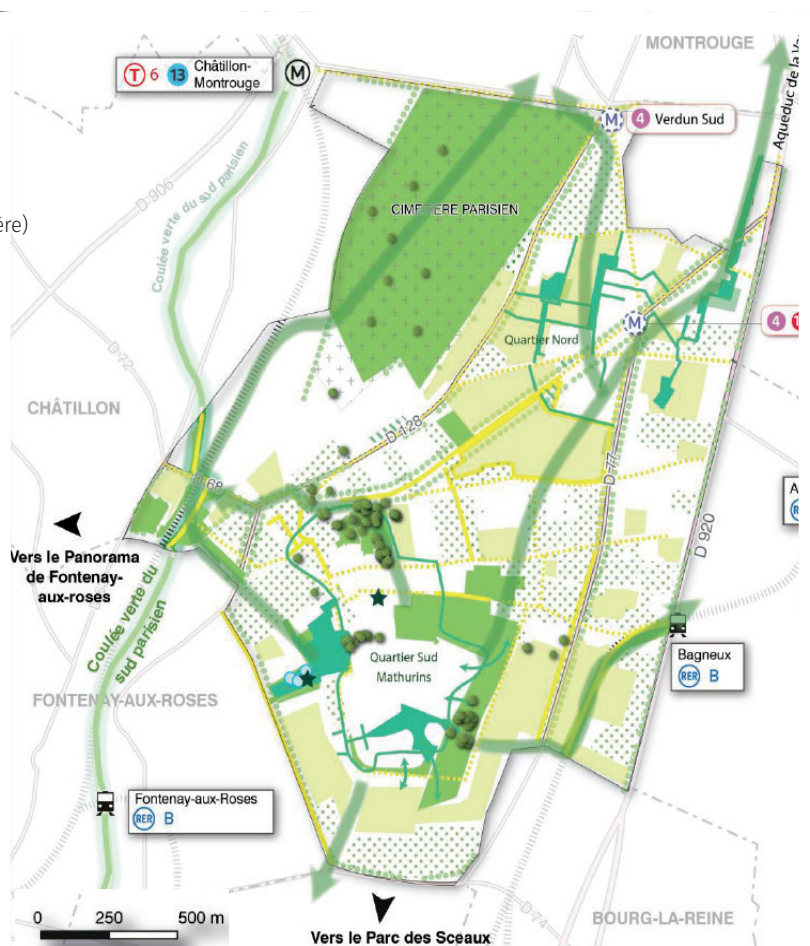 MONTROUGE
T 6 13 Châtillon-
Montrouge
M
M
4 Verdun Sud
Aqueduc de la
D 906
Coulée verte du sud parisien
ère)
CIMETIÈRE PARISIEN
M
4
Quartier Nord
D 72
CHÂTILLON
D 128
D 77
D 68
D 920
A
Vers le Panorama
de Fontenay-
aux-roses
Coulée verte du
sud parisien
Quartier Sud
Mathurins
Bagneux
RER B
FONTENAY-AUX-ROSES
Fontenay-aux-Roses
RER B
0 250 500 m
D 74
BOURG-LA-REINE
Vers le Parc des Sceaux